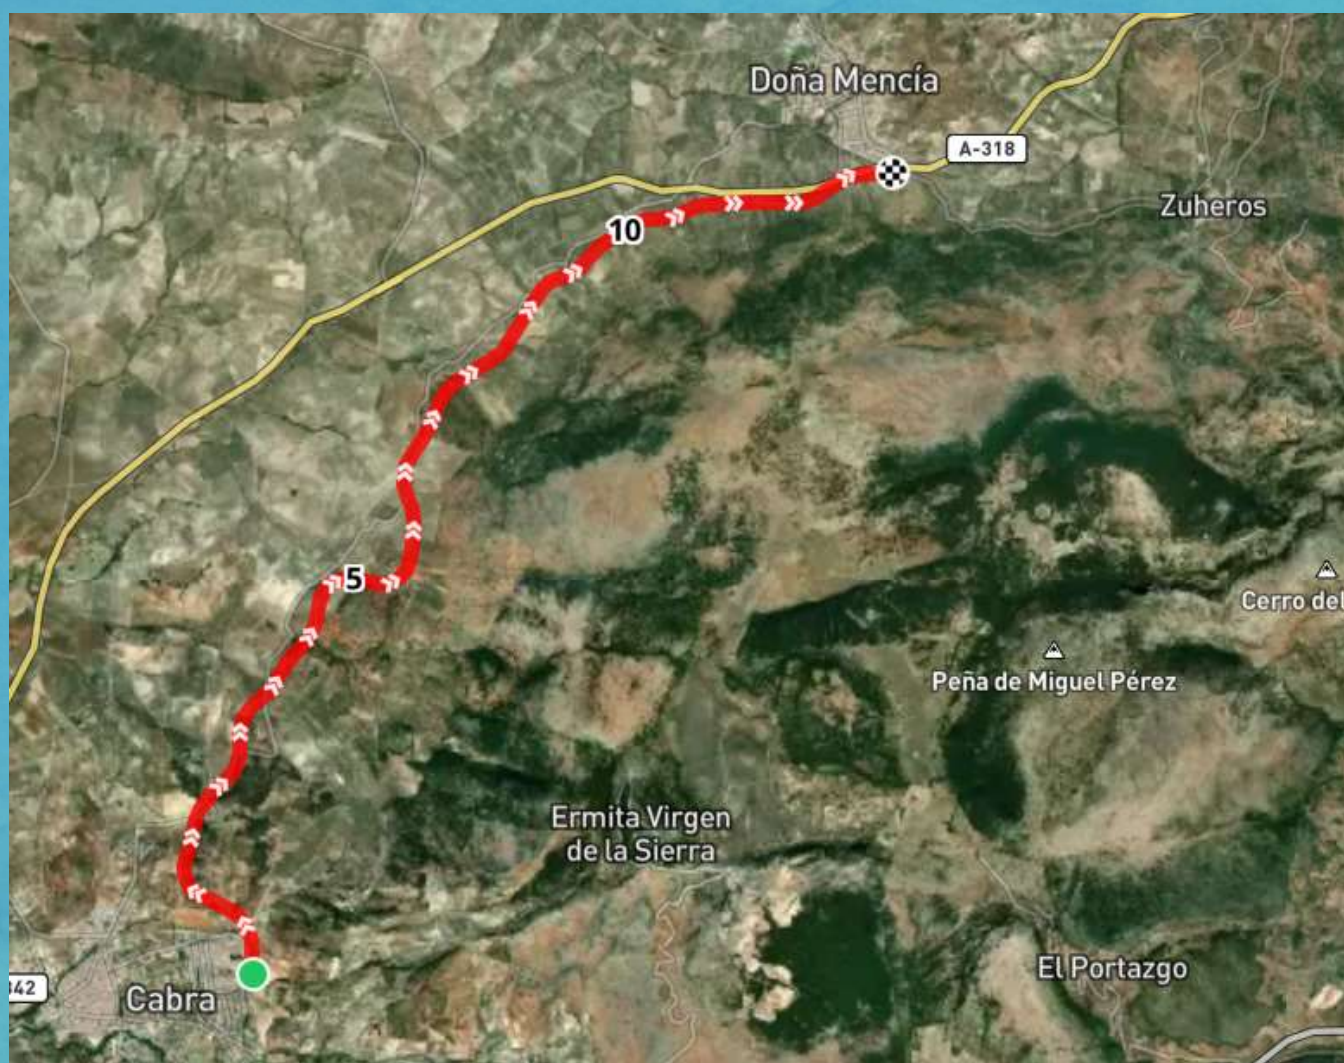 Doña Mencía
A-318
Zuheros
10
5
Cerro del
Peña de Miguel Pérez
Ermita Virgen
de la Sierra
El Portazgo
342
Cabra